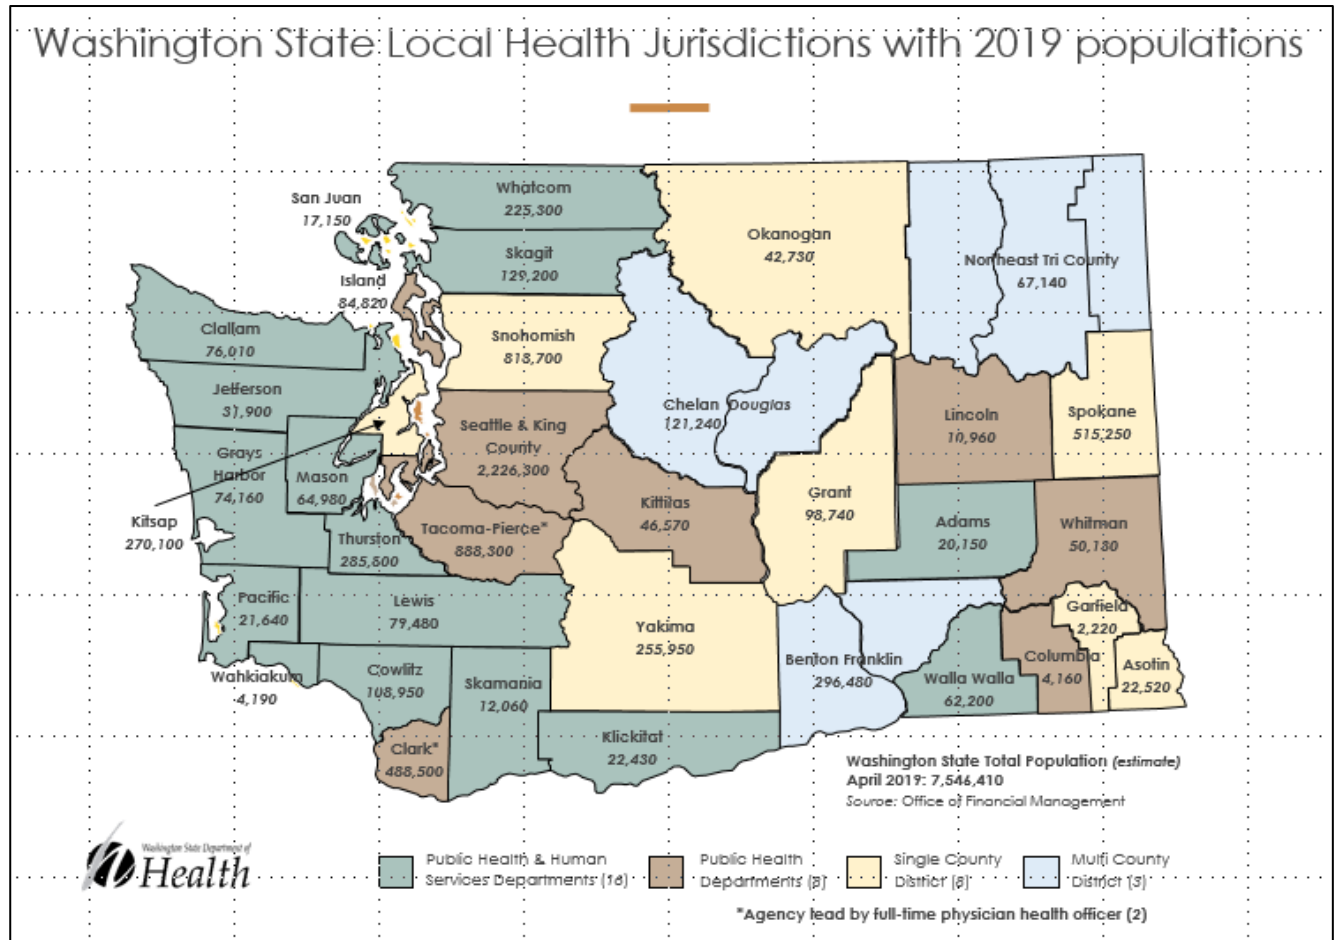 Washington State Local Health Jurisdictions with 2019 populations
Whatcom
225,300
San Juan
17,150
Skagit
129,200
Okanogan
42,730
Northeast Tri County
67,140
Island
84,820
Clallam
76,010
Snohomish
818,700
Jefferson
31,900
Chelan Douglas
121,240
Lincoln
10,960
Spokane
515,250
Seattle & King
County
2,226,300
Grays
Harbor
74,160
Mason
64,980
Kittilas
46,570
Grant
98,740
Kitsap
270,100
Thurston
285,800
Tacoma-Pierce*
888,300
Adams
20,150
Whitman
50,180
Pacific
21,640
Lewis
79,480
Yakima
255,950
Garfield
2,220
Benton Franklin
296,480
Columbia
4,160
Asotin
22,520
Wahkiakum
4,190
Cowlitz
108,950
Skamania
12,060
Walla Walla
62,200
Clark*
488,500
Klickitat
22,430
Washington State Total Population (estimate)
April 2019: 7,546,410
Source: Office of Financial Management
Washington State Department of
Health
Public Health & Human
Services Departments (16)
Public Health
Departments (8)
Single County
District (8)
Multi County
District (3)
*Agency lead by full-time physician health officer (2)